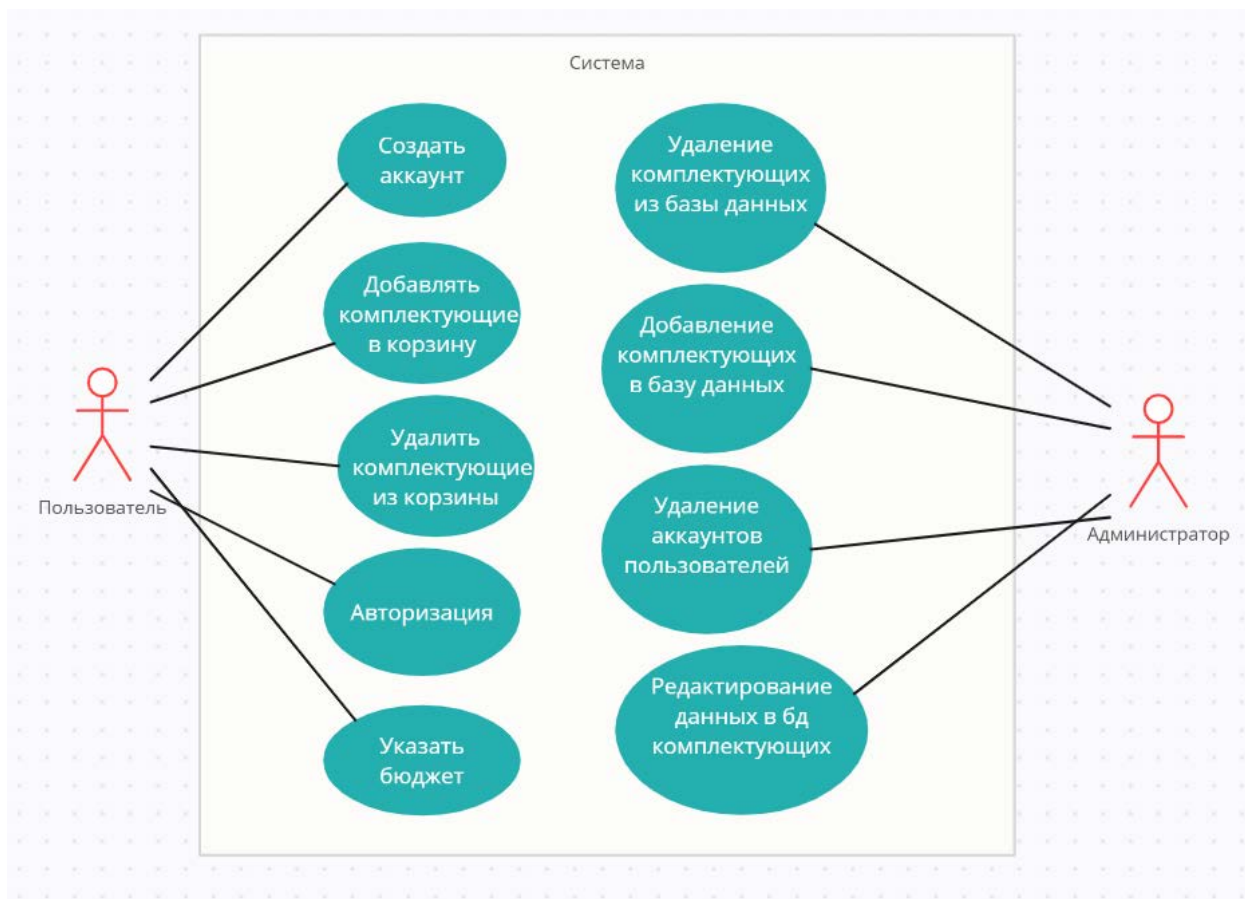 Система
Создать
аккаунт
Добавлять
комплектующие
в корзину
Удалить
комплектующие
из корзины
Авторизация
Указать
бюджет
Удаление
комплектующих
из базы данных
Добавление
комплектующих
в базу данных
Удаление
аккаунтов
пользователей
Редактирование
данных в бд
комплектующих
Пользователь
Администратор